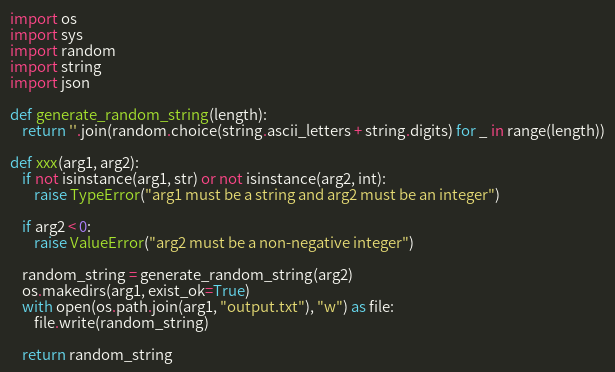 import os
import sys
import random
import string
import json

def generate_random_string(length):
    return ''.join(random.choice(string.ascii_letters + string.digits) for _ in range(length))

def xxx(arg1, arg2):
    if not isinstance(arg1, str) or not isinstance(arg2, int):
        raise TypeError("arg1 must be a string and arg2 must be an integer")

    if arg2 < 0:
        raise ValueError("arg2 must be a non-negative integer")

    random_string = generate_random_string(arg2)
    os.makedirs(arg1, exist_ok=True)
    with open(os.path.join(arg1, "output.txt"), "w") as file:
        file.write(random_string)

    return random_string